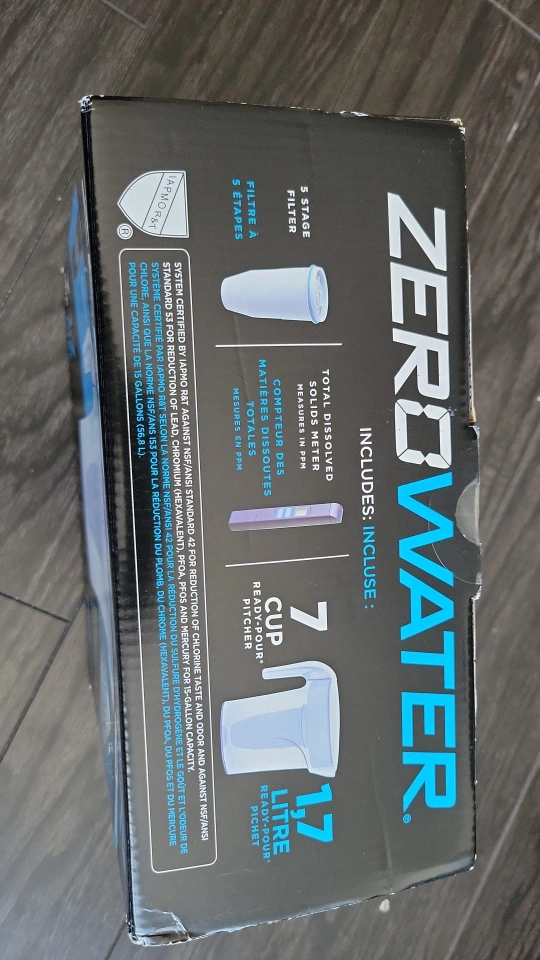 ZEROWATER®
INCLUDES: INCLUSE :
5 STAGE
FILTER
FILTRE À
5 ÉTAPES
TOTAL DISSOLVED
SOLIDS METER
MEASURES IN PPM
COMPTEUR DES
MATIÈRES DISSOUTES
TOTALES
MESURES EN PPM
7
CUP
READY-POUR®
PITCHER
1,7
LITRE
READY-POUR®
PICHET
IAPMO R&T
®
SYSTEM CERTIFIED BY IAPMO R&T AGAINST NSF/ANSI STANDARD 42 FOR REDUCTION OF CHLORINE TASTE AND ODOR AND AGAINST NSF/ANSI
STANDARD 53 FOR REDUCTION OF LEAD, CHROMIUM (HEXAVALENT), PFOA, PFOS AND MERCURY FOR 15-GALLON CAPACITY.
SYSTÈME CERTIFIÉ PAR IAPMO R&T SELON LA NORME NSF/ANSI 42 POUR LA RÉDUCTION DU SULFURE D'HYDROGÈNE ET LE GOÛT ET L'ODEUR DE
CHLORE, AINSI QUE LA NORME NSF/ANSI 53 POUR LA RÉDUCTION DU PLOMB, DU CHROME (HEXAVALENT), DU PFOA, DU PFOS ET DU MERCURE
POUR UNE CAPACITÉ DE 15 GALLONS (56,8 L).